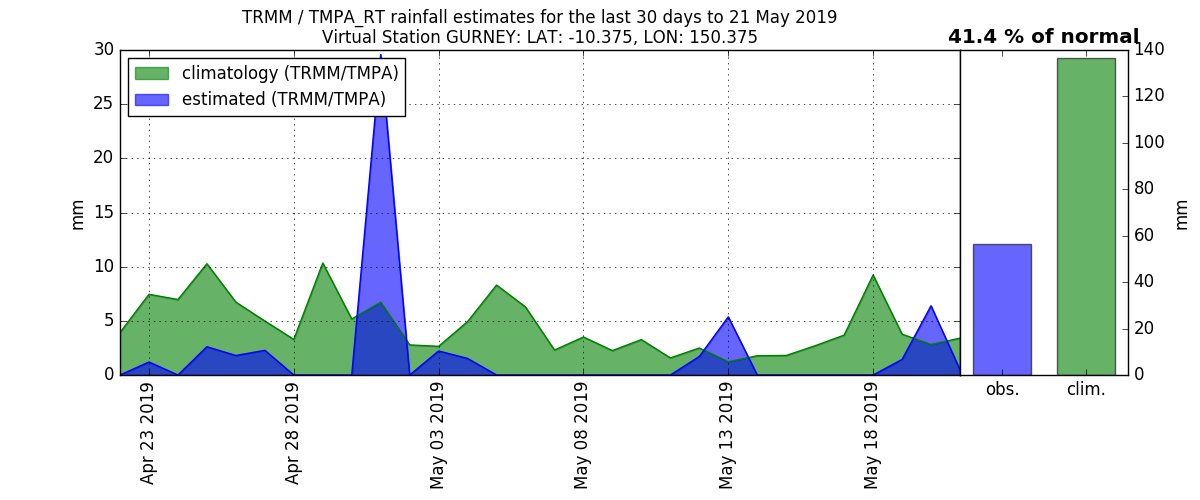 TRMM / TMPA_RT rainfall estimates for the last 30 days to 21 May 2019
Virtual Station GURNEY: LAT: -10.375, LON: 150.375
41.4 % of normal
climatology (TRMM/TMPA)
estimated (TRMM/TMPA)
30
25
20
15
10
5
0
mm
Apr 23 2019
Apr 28 2019
May 03 2019
May 08 2019
May 13 2019
May 18 2019
140
120
100
80
60
40
20
0
mm
obs.
clim.